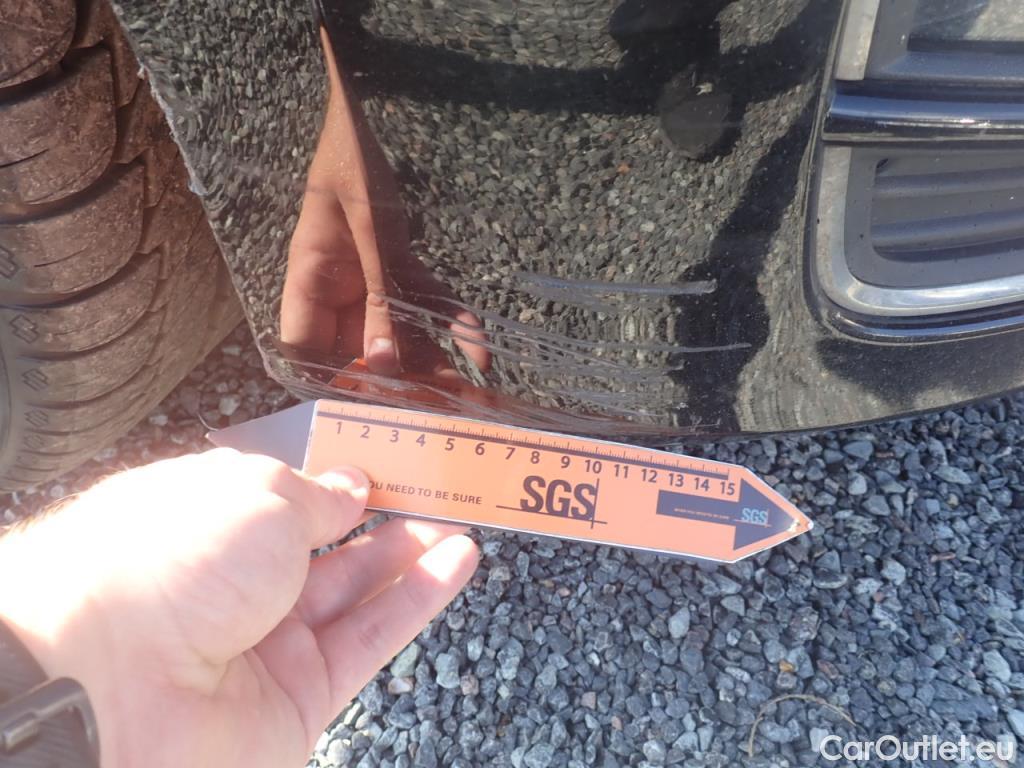 1 2 3 4 5 6 7 8 9 10 11 12 13 14 15
OU NEED TO BE SURE
SGS
SGS
CarOutlet.eu